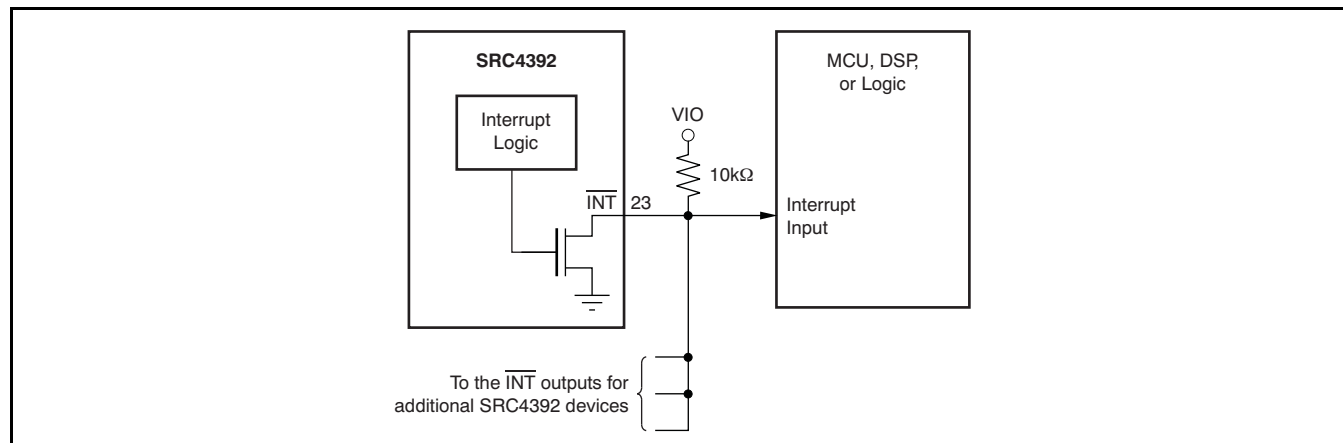 SRC4392
Interrupt
Logic
INT
23
VIO
10kΩ
MCU, DSP,
or Logic
Interrupt
Input
To the INT outputs for
additional SRC4392 devices